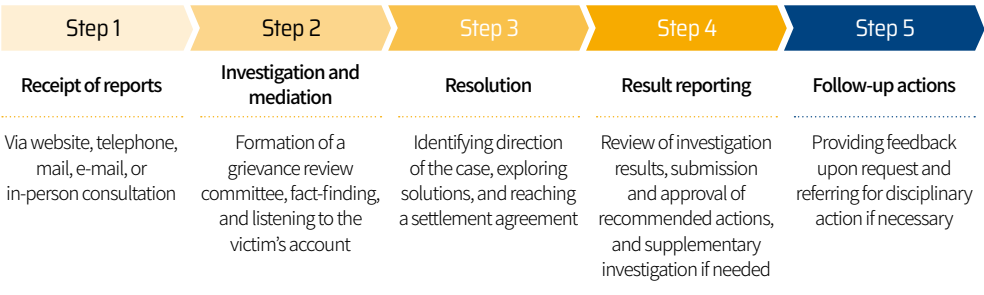 Step 1
Step 2
Step 3
Step 4
Step 5
Receipt of reports
Investigation and
mediation
Resolution
Result reporting
Follow-up actions
Via website, telephone,
mail, e-mail, or
in-person consultation
Formation of a
grievance review
committee, fact-finding,
and listening to the
victim’s account
Identifying direction
of the case, exploring
solutions, and reaching
a settlement agreement
Review of investigation
results, submission
and approval of
recommended actions,
and supplementary
investigation if needed
Providing feedback
upon request and
referring for disciplinary
action if necessary